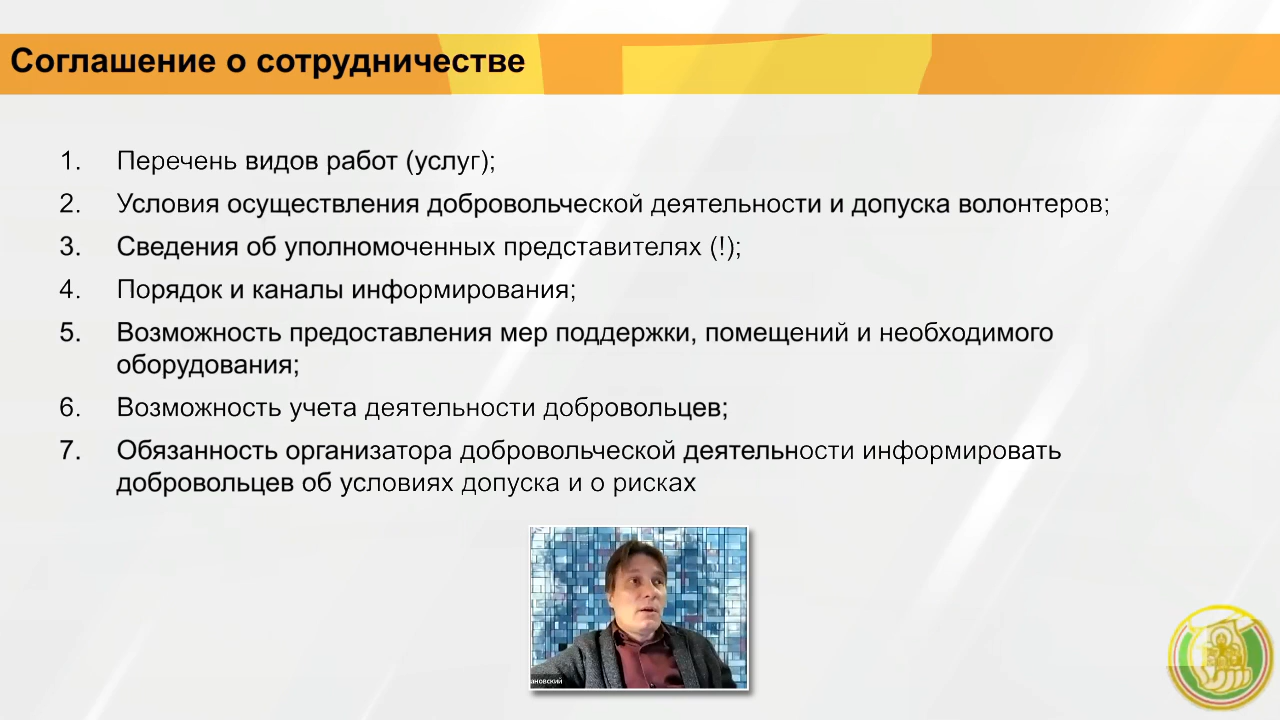 Соглашение о сотрудничестве
1. Перечень видов работ (услуг);
2. Условия осуществления добровольческой деятельности и допуска волонтеров;
3. Сведения об уполномоченных представителях (!);
4. Порядок и каналы информирования;
5. Возможность предоставления мер поддержки, помещений и необходимого
оборудования;
6. Возможность учета деятельности добровольцев;
7. Обязанность организатора добровольческой деятельности информировать
добровольцев об условиях допуска и о рисках
ановский